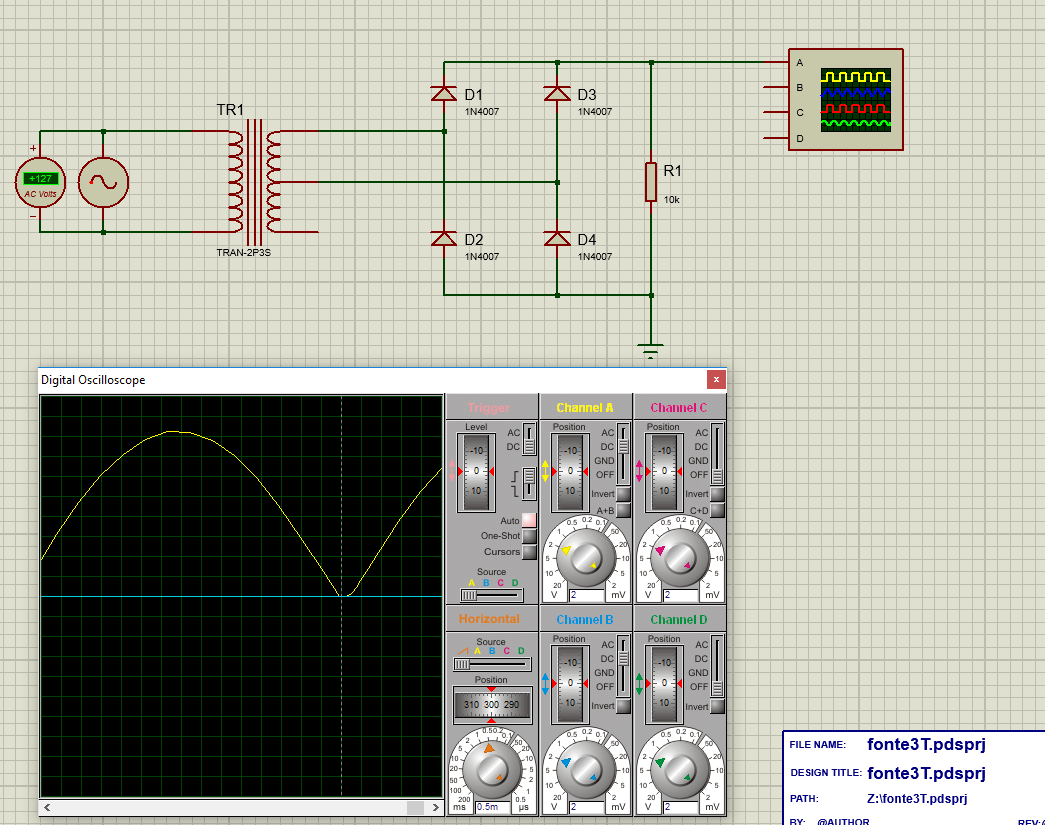 TR1
TRAN-2P3S
+
+127
AC Volts
−
D1
1N4007
D3
1N4007
D2
1N4007
D4
1N4007
R1
10k
A
B
C
D
Digital Oscilloscope
x
Trigger
Level
-10
0
10
AC
DC
Auto
One-Shot
Cursors
Source
A B C D
Channel A
Position
-10
0
10
AC
DC
GND
OFF
Invert
A+B
20 10 5 2 1 0.5 0.2 0.1 50 20 10 5 2
V
2
mV
Channel C
Position
-10
0
10
AC
DC
GND
OFF
Invert
C+D
20 10 5 2 1 0.5 0.2 0.1 50 20 10 5 2
V
2
mV
Horizontal
Source
A B C D
Position
310 300 290
200 100 50 20 10 5 2 1 0.5 0.2 0.1 50 20 10 5 2 1 0.5
ms
0.5m
µs
Channel B
Position
-10
0
10
AC
DC
GND
OFF
Invert
20 10 5 2 1 0.5 0.2 0.1 50 20 10 5 2
V
2
mV
Channel D
Position
-10
0
10
AC
DC
GND
OFF
Invert
20 10 5 2 1 0.5 0.2 0.1 50 20 10 5 2
V
2
mV
FILE NAME: fonte3T.pdsprj
DESIGN TITLE: fonte3T.pdsprj
PATH: Z:\fonte3T.pdsprj
BY: @AUTHOR REV: